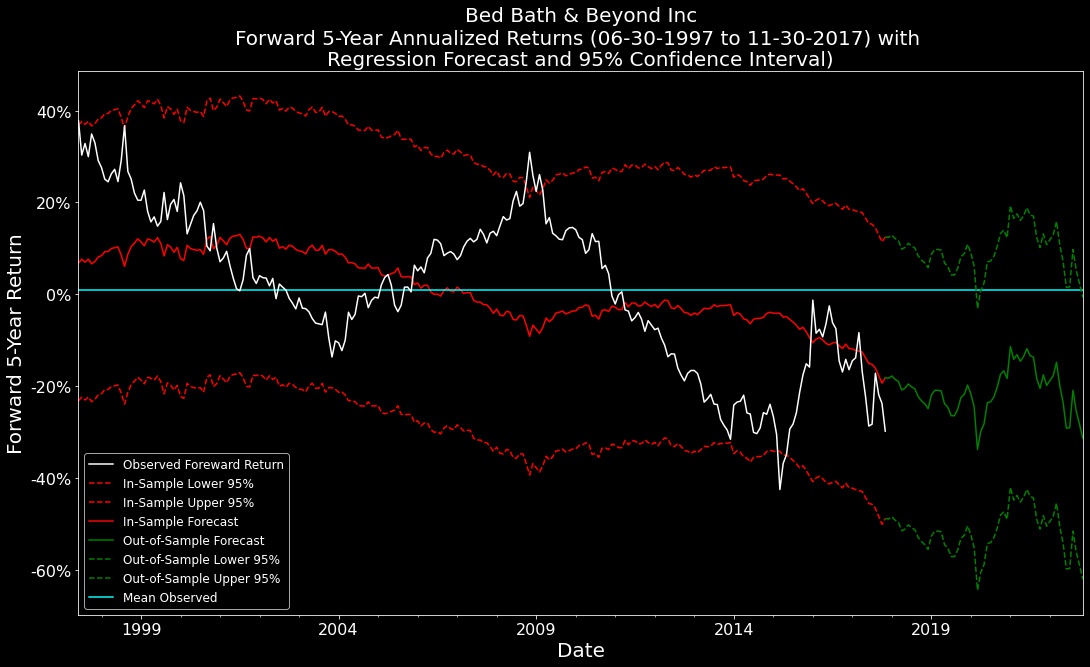 Bed Bath & Beyond Inc
Forward 5-Year Annualized Returns (06-30-1997 to 11-30-2017) with
Regression Forecast and 95% Confidence Interval)
Forward 5-Year Return
40%
20%
0%
-20%
-40%
-60%
Observed Foreward Return
In-Sample Lower 95%
In-Sample Upper 95%
In-Sample Forecast
Out-of-Sample Forecast
Out-of-Sample Lower 95%
Out-of-Sample Upper 95%
Mean Observed
1999
2004
2009
2014
2019
Date